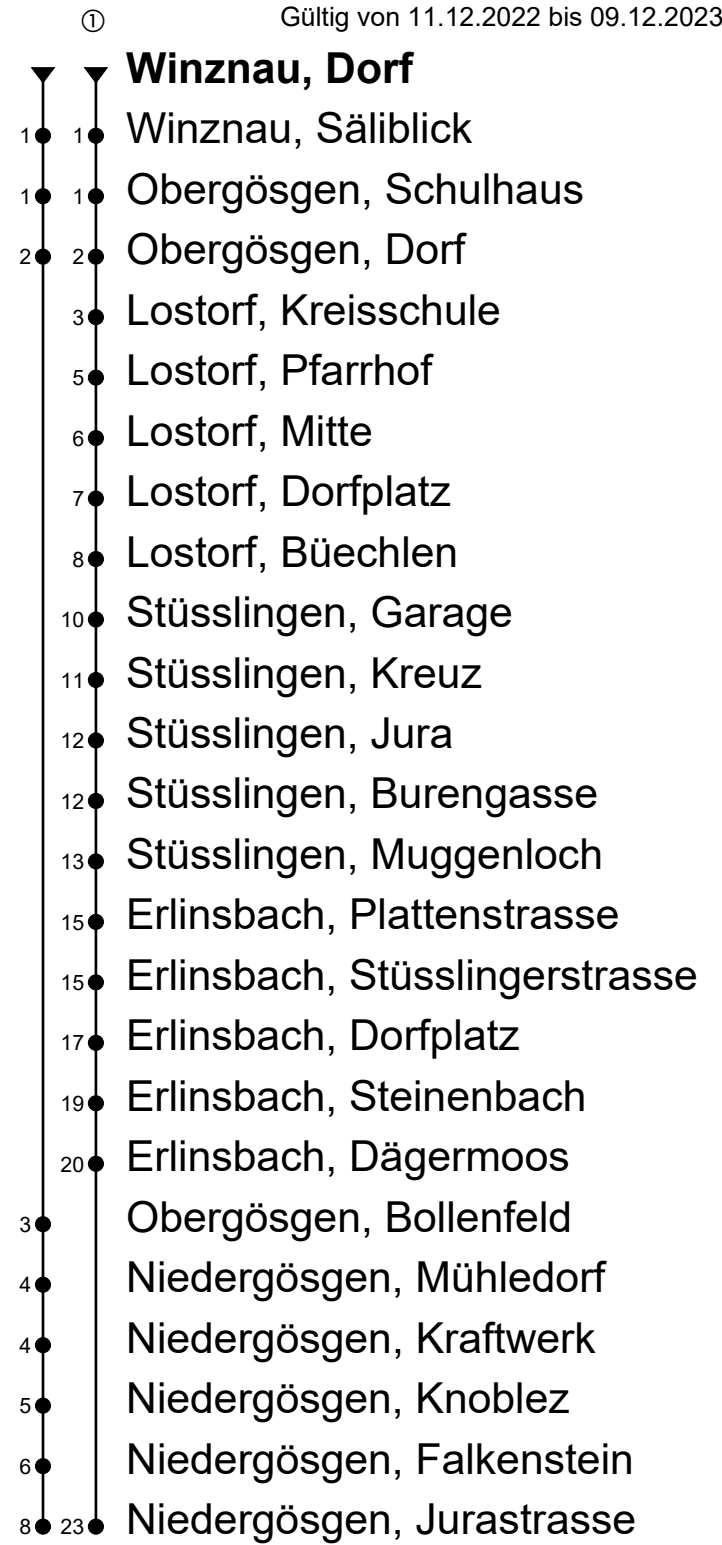 ① Gültig von 11.12.2022 bis 09.12.2023
Winznau, Dorf
1 1 Winznau, Säliblick
1 1 Obergösgen, Schulhaus
2 2 Obergösgen, Dorf
3 Lostorf, Kreisschule
5 Lostorf, Pfarrhof
6 Lostorf, Mitte
7 Lostorf, Dorfplatz
8 Lostorf, Büechlen
10 Stüsslingen, Garage
11 Stüsslingen, Kreuz
12 Stüsslingen, Jura
12 Stüsslingen, Burengasse
13 Stüsslingen, Muggenloch
15 Erlinsbach, Plattenstrasse
15 Erlinsbach, Stüsslingerstrasse
17 Erlinsbach, Dorfplatz
19 Erlinsbach, Steinenbach
20 Erlinsbach, Dägermoos
3 Obergösgen, Bollenfeld
4 Niedergösgen, Mühledorf
4 Niedergösgen, Kraftwerk
5 Niedergösgen, Knoblez
6 Niedergösgen, Falkenstein
8 23 Niedergösgen, Jurastrasse